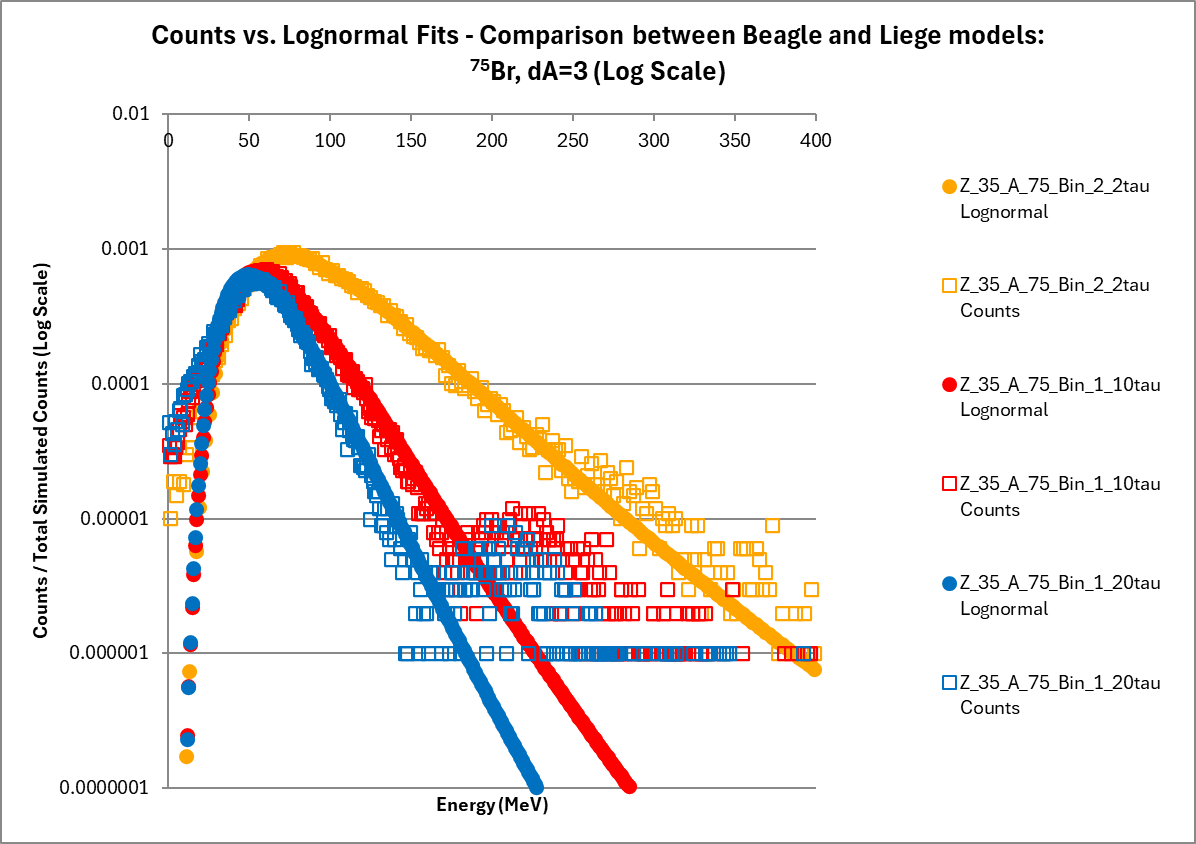 Counts vs. Lognormal Fits - Comparison between Beagle and Liege models:
⁷⁵Br, dA=3 (Log Scale)
0.01
0 50 100 150 200 250 300 350 400
0.001
0.0001
0.00001
0.000001
0.0000001
Counts / Total Simulated Counts (Log Scale)
Energy (MeV)
Z_35_A_75_Bin_2_2tau
Lognormal
Z_35_A_75_Bin_2_2tau
Counts
Z_35_A_75_Bin_1_10tau
Lognormal
Z_35_A_75_Bin_1_10tau
Counts
Z_35_A_75_Bin_1_20tau
Lognormal
Z_35_A_75_Bin_1_20tau
Counts